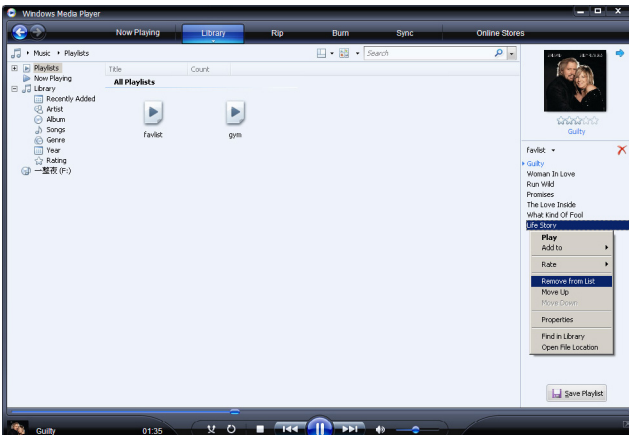 Windows Media Player
Now Playing
Library
Rip
Burn
Sync
Online Stores
Music
Playlists
Search
Playlists
Now Playing
Library
Recently Added
Artist
Album
Songs
Genre
Year
Rating
一整夜 (F:)
Title
Count
All Playlists
favlist
gym
Guilty
favlist
Guilty
Woman In Love
Run Wild
Promises
The Love Inside
What Kind Of Fool
Life Story
Play
Add to
Rate
Remove from List
Move Up
Move Down
Properties
Find in Library
Open File Location
Save Playlist
Guilty
01:35